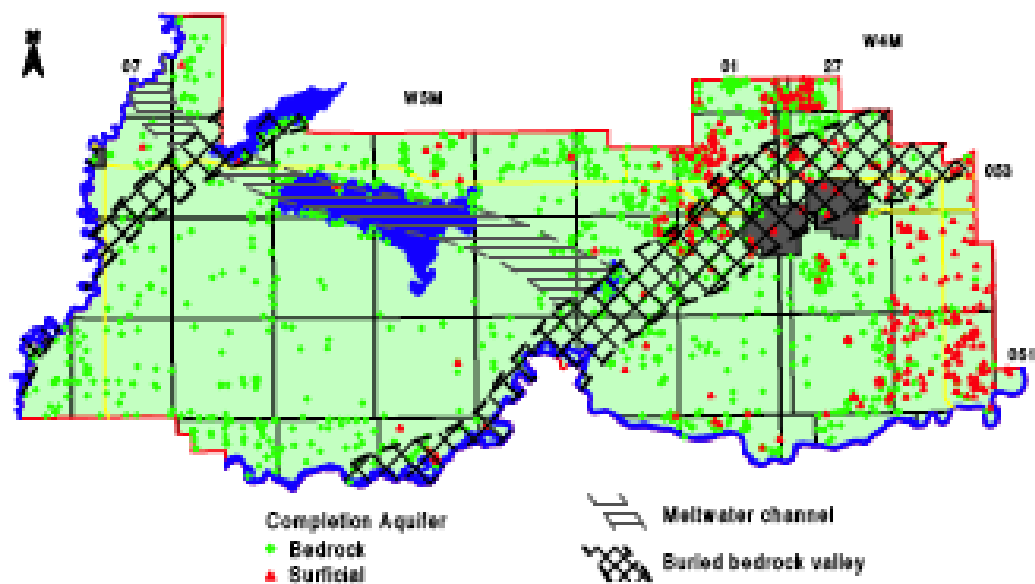 N
W4M
07
01
27
W5M
053
051
Completion Aquifer
Bedrock
Surficial
Meltwater channel
Buried bedrock valley